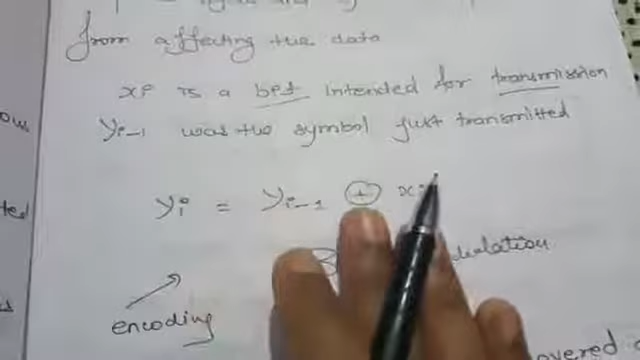 from affecting the data
xi is a bit intended for transmission
yi-1 was the symbol just transmitted
yi = yi-1 ⊕ xi
encoding